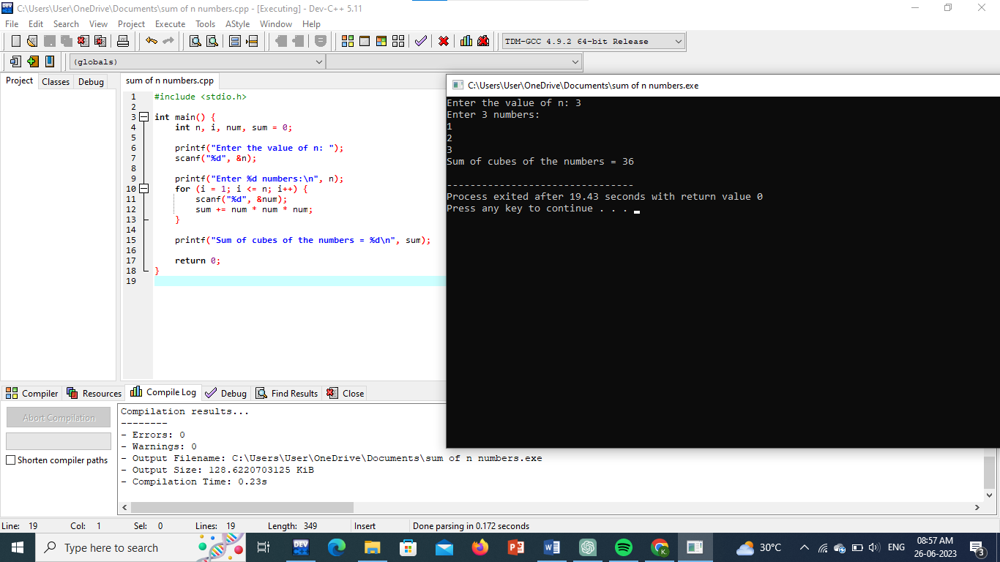 C:\Users\User\OneDrive\Documents\sum of n numbers.cpp - [Executing] - Dev-C++ 5.11
File Edit Search View Project Execute Tools AStyle Window Help
TDM-GCC 4.9.2 64-bit Release
(globals)
Project Classes Debug
sum of n numbers.cpp
1 #include <stdio.h>
2
3 int main() {
4     int n, i, num, sum = 0;
5
6     printf("Enter the value of n: ");
7     scanf("%d", &n);
8
9     printf("Enter %d numbers:\n", n);
10     for (i = 1; i <= n; i++) {
11         scanf("%d", &num);
12         sum += num * num * num;
13     }
14
15     printf("Sum of cubes of the numbers = %d\n", sum);
16
17     return 0;
18 }
19
C:\Users\User\OneDrive\Documents\sum of n numbers.exe
Enter the value of n: 3
Enter 3 numbers:
1
2
3
Sum of cubes of the numbers = 36
--------------------------------
Process exited after 19.43 seconds with return value 0
Press any key to continue . . .
Compiler Resources Compile Log Debug Find Results Close
Abort Compilation
Shorten compiler paths
Compilation results...
--------
- Errors: 0
- Warnings: 0
- Output Filename: C:\Users\User\OneDrive\Documents\sum of n numbers.exe
- Output Size: 128.6220703125 KiB
- Compilation Time: 0.23s
Line: 19 Col: 1 Sel: 0 Lines: 19 Length: 349 Insert Done parsing in 0.172 seconds
Type here to search
DEV
30°C
ENG
08:57 AM
26-06-2023
3